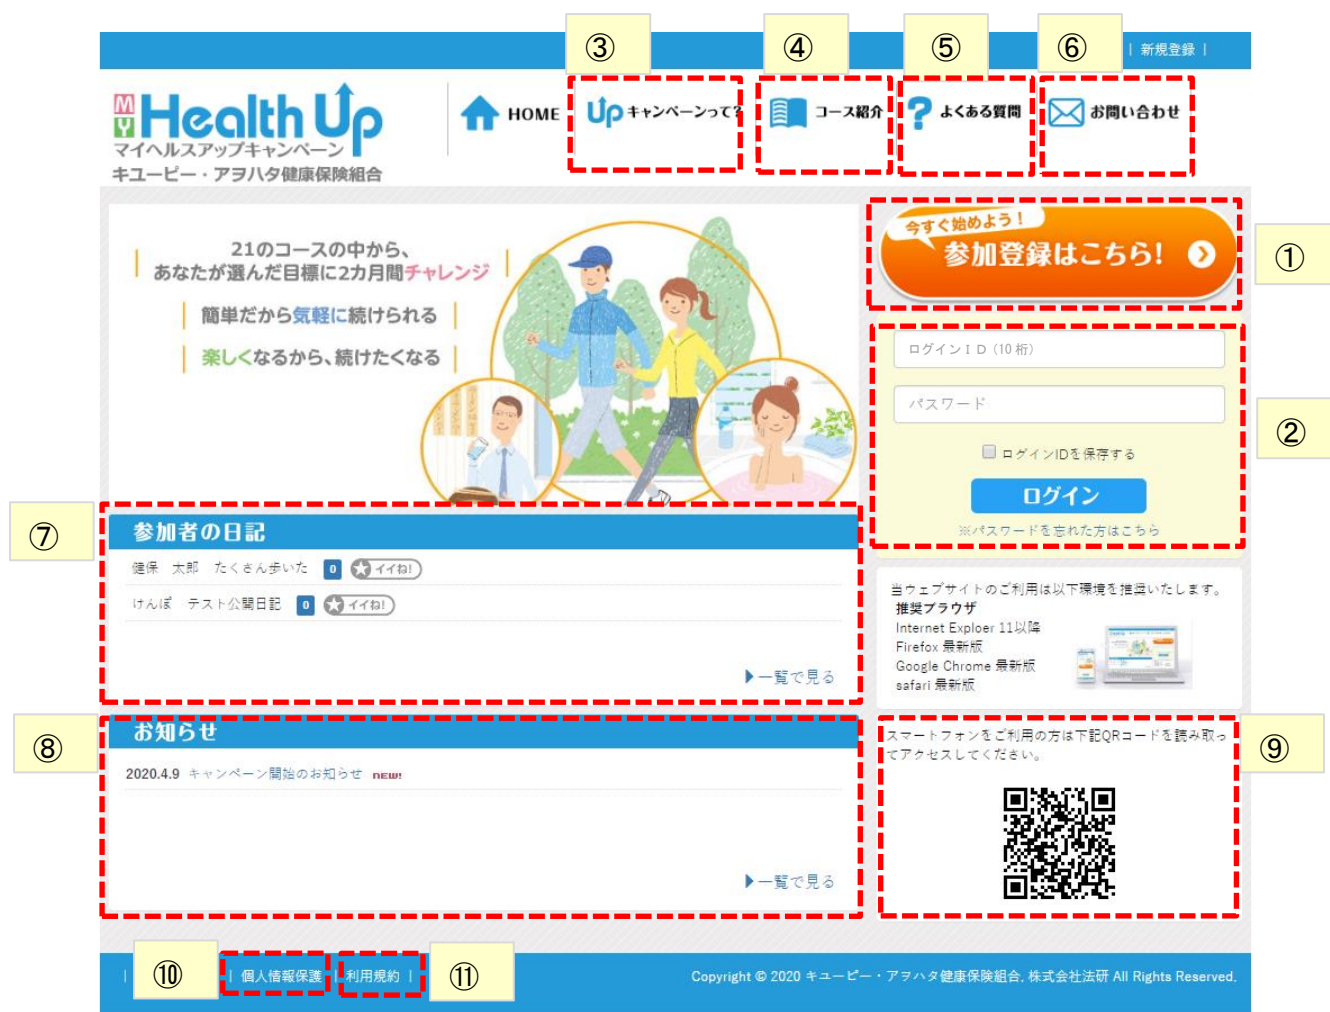 ③
④
⑤
⑥
| 新規登録 |
MY Health Up
マイヘルスアップキャンペーン
キユーピー・アヲハタ健康保険組合
HOME
Up キャンペーンって?
コース紹介
? よくある質問
お問い合わせ
21のコースの中から、
あなたが選んだ目標に2カ月間チャレンジ
簡単だから気軽に続けられる
楽しくなるから、続けたくなる
今すぐ始めよう!
参加登録はこちら!
①
ログインID(10桁)
パスワード
ログインIDを保存する
ログイン
※パスワードを忘れた方はこちら
②
⑦
参加者の日記
健保 太郎 たくさん歩いた 0 イイね!
けんぽ テスト公開日記 0 イイね!
一覧で見る
当ウェブサイトのご利用は以下環境を推奨いたします。
推奨ブラウザ
Internet Exploer 11以降
Firefox 最新版
Google Chrome 最新版
safari 最新版
⑧
お知らせ
2020.4.9 キャンペーン開始のお知らせ NEW!
一覧で見る
スマートフォンをご利用の方は下記QRコードを読み取っ
てアクセスしてください。
⑨
| ⑩ | 個人情報保護 | 利用規約 | ⑪
Copyright © 2020 キユーピー・アヲハタ健康保険組合, 株式会社法研 All Rights Reserved.